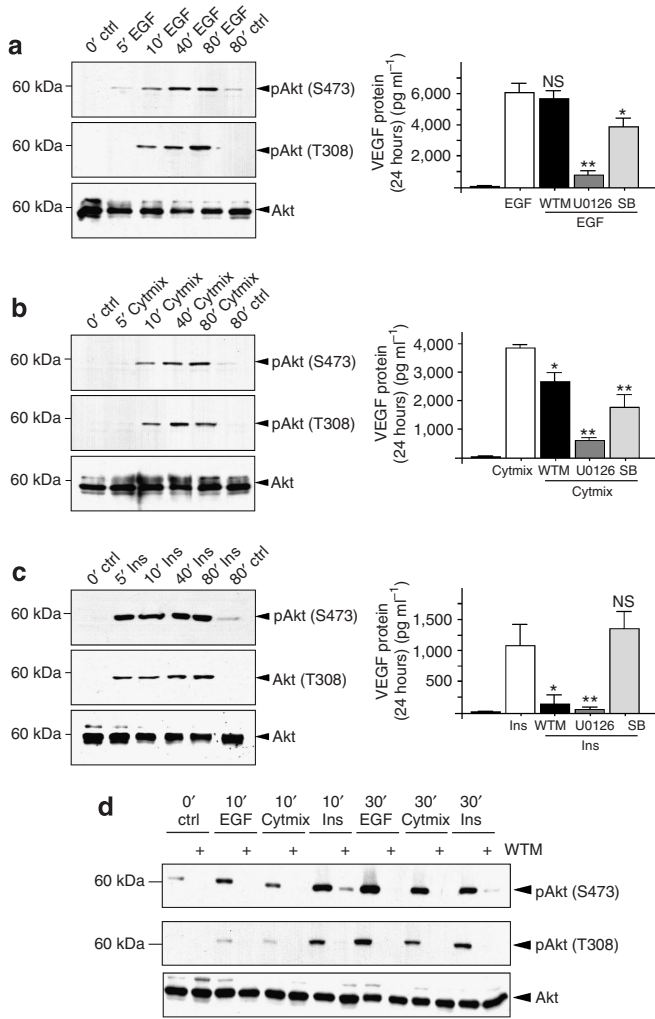 a
0′ ctrl 5′ EGF 10′ EGF 40′ EGF 80′ EGF 80′ ctrl
60 kDa pAkt (S473)
60 kDa pAkt (T308)
60 kDa Akt
VEGF protein
(24 hours) (pg ml⁻¹)
6,000
4,000
2,000
NS
*
**
EGF WTM U0126 SB
EGF
b
0′ ctrl 5′ Cytmix 10′ Cytmix 40′ Cytmix 80′ Cytmix 80′ ctrl
60 kDa pAkt (S473)
60 kDa pAkt (T308)
60 kDa Akt
VEGF protein
(24 hours) (pg ml⁻¹)
4,000
3,000
2,000
1,000
* ** **
Cytmix WTM U0126 SB
Cytmix
c
0′ ctrl 5′ Ins 10′ Ins 40′ Ins 80′ Ins 80′ ctrl
60 kDa pAkt (S473)
60 kDa Akt (T308)
60 kDa Akt
VEGF protein
(24 hours) (pg ml⁻¹)
1,500
1,000
500
NS
* **
Ins WTM U0126 SB
Ins
d
0′ 10′ 10′ 10′ 30′ 30′ 30′
ctrl EGF Cytmix Ins EGF Cytmix Ins
+ + + + + + + WTM
60 kDa pAkt (S473)
60 kDa pAkt (T308)
Akt